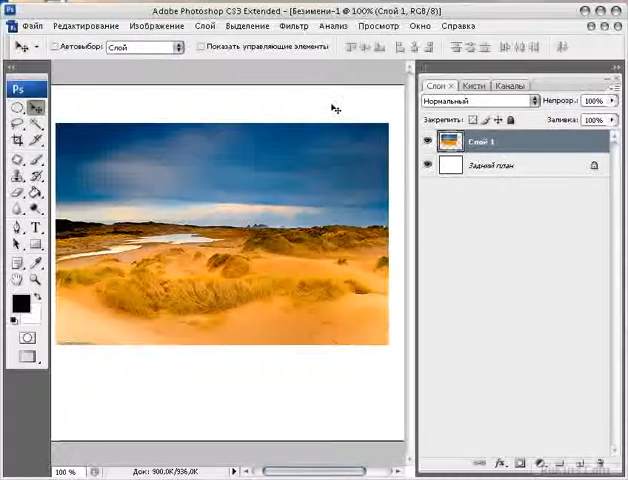 Adobe Photoshop CS3 Extended - [Безимени-1 @ 100% (Слой 1, RGB/8)]
Файл Редактирование Изображение Слой Выделение Фильтр Анализ Просмотр Окно Справка
Автовыбор: Слой Показать управляющие элементы
Ps
Слои × Кисти Каналы
Нормальный Непрозр.: 100%
Закрепить: Заливка: 100%
Слой 1
Задний план
T
100 % Док: 900,0K/936,0K